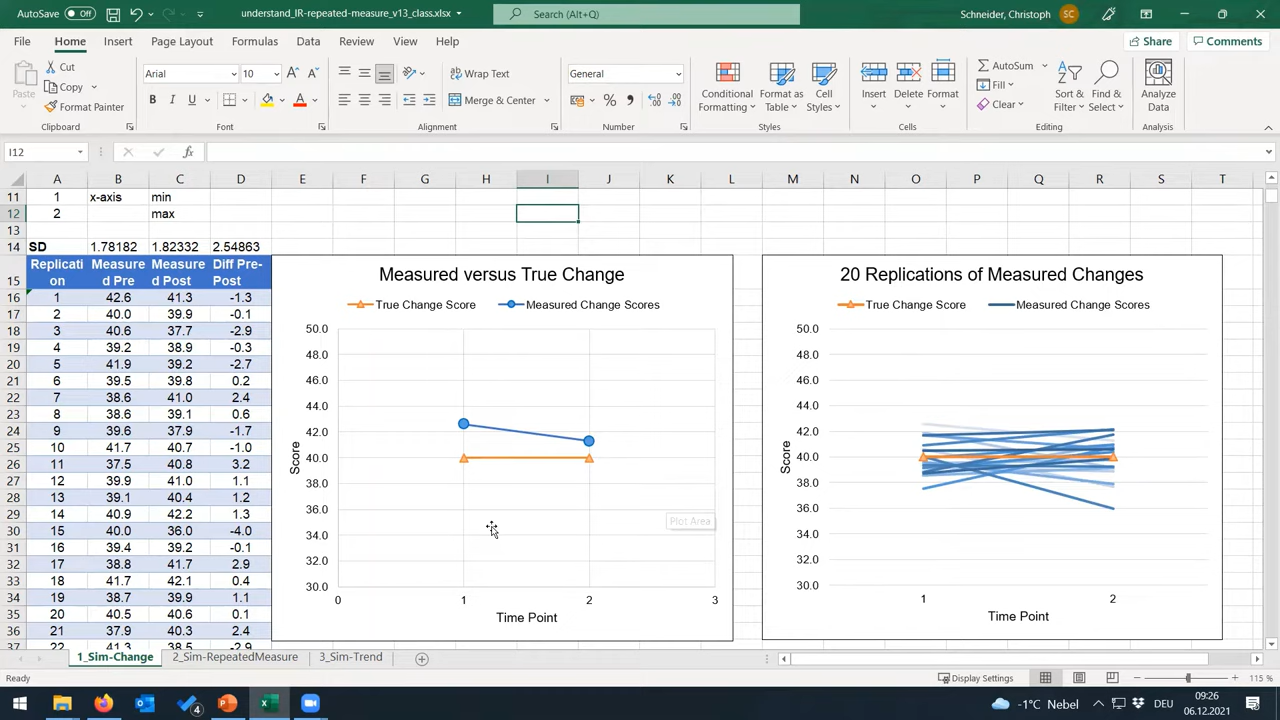 AutoSave Off understand_IR-repeated-measure_v13_class.xlsx Search (Alt+Q) Schneider, Christoph SC
File Home Insert Draw Page Layout Formulas Data Review View Help Share Comments
Paste Cut Copy Format Painter Clipboard
Arial 10 B I U A Font
Wrap Text Merge & Center Alignment
General % Number
Conditional Formatting Format as Table Cell Styles Styles
Insert Delete Format Cells
AutoSum Fill Clear Sort & Filter Find & Select Editing
Analyze Data Analysis
I12 fx
A B C D E F G H I J K L M N O P Q R S T
11 1 x-axis min
12 2 max
13
14 SD 1.78182 1.82332 2.54863
15 Replicati on Measure d Pre Measure d Post Diff Pre- Post
16 1 42.6 41.3 -1.3
17 2 40.0 39.9 -0.1
18 3 40.6 37.7 -2.9
19 4 39.2 38.9 -0.3
20 5 41.9 39.2 -2.7
21 6 39.5 39.8 0.2
22 7 38.6 41.0 2.4
23 8 38.6 39.1 0.6
24 9 39.6 37.9 -1.7
25 10 41.7 40.7 -1.0
26 11 37.5 40.8 3.2
27 12 39.9 41.0 1.1
28 13 39.1 40.4 1.2
29 14 40.9 42.2 1.3
30 15 40.0 36.0 -4.0
31 16 39.4 39.2 -0.1
32 17 38.8 41.7 2.9
33 18 41.7 42.1 0.4
34 19 38.7 39.9 1.1
35 20 40.5 40.6 0.1
36 21 37.9 40.3 2.4
37 22 41.3 38.5 -2.9
Measured versus True Change
True Change Score Measured Change Scores
50.0
48.0
46.0
44.0
42.0
40.0
38.0
36.0
34.0
32.0
30.0
Score
Plot Area
0 1 2 3
Time Point
20 Replications of Measured Changes
True Change Score Measured Change Scores
50.0
48.0
46.0
44.0
42.0
40.0
38.0
36.0
34.0
32.0
30.0
Score
1 2
Time Point
1_Sim-Change 2_Sim-RepeatedMeasure 3_Sim-Trend
Ready Display Settings 115 %
4 -1°C Nebel DEU 09:26
06.12.2021